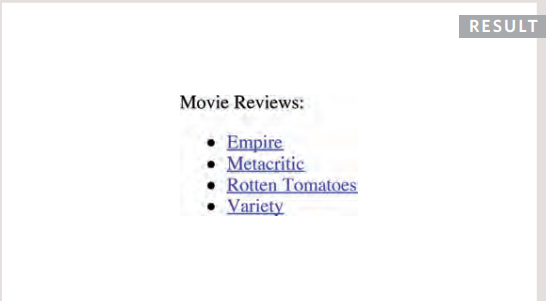 RESULT
Movie Reviews:
• Empire
• Metacritic
• Rotten Tomatoes
• Variety